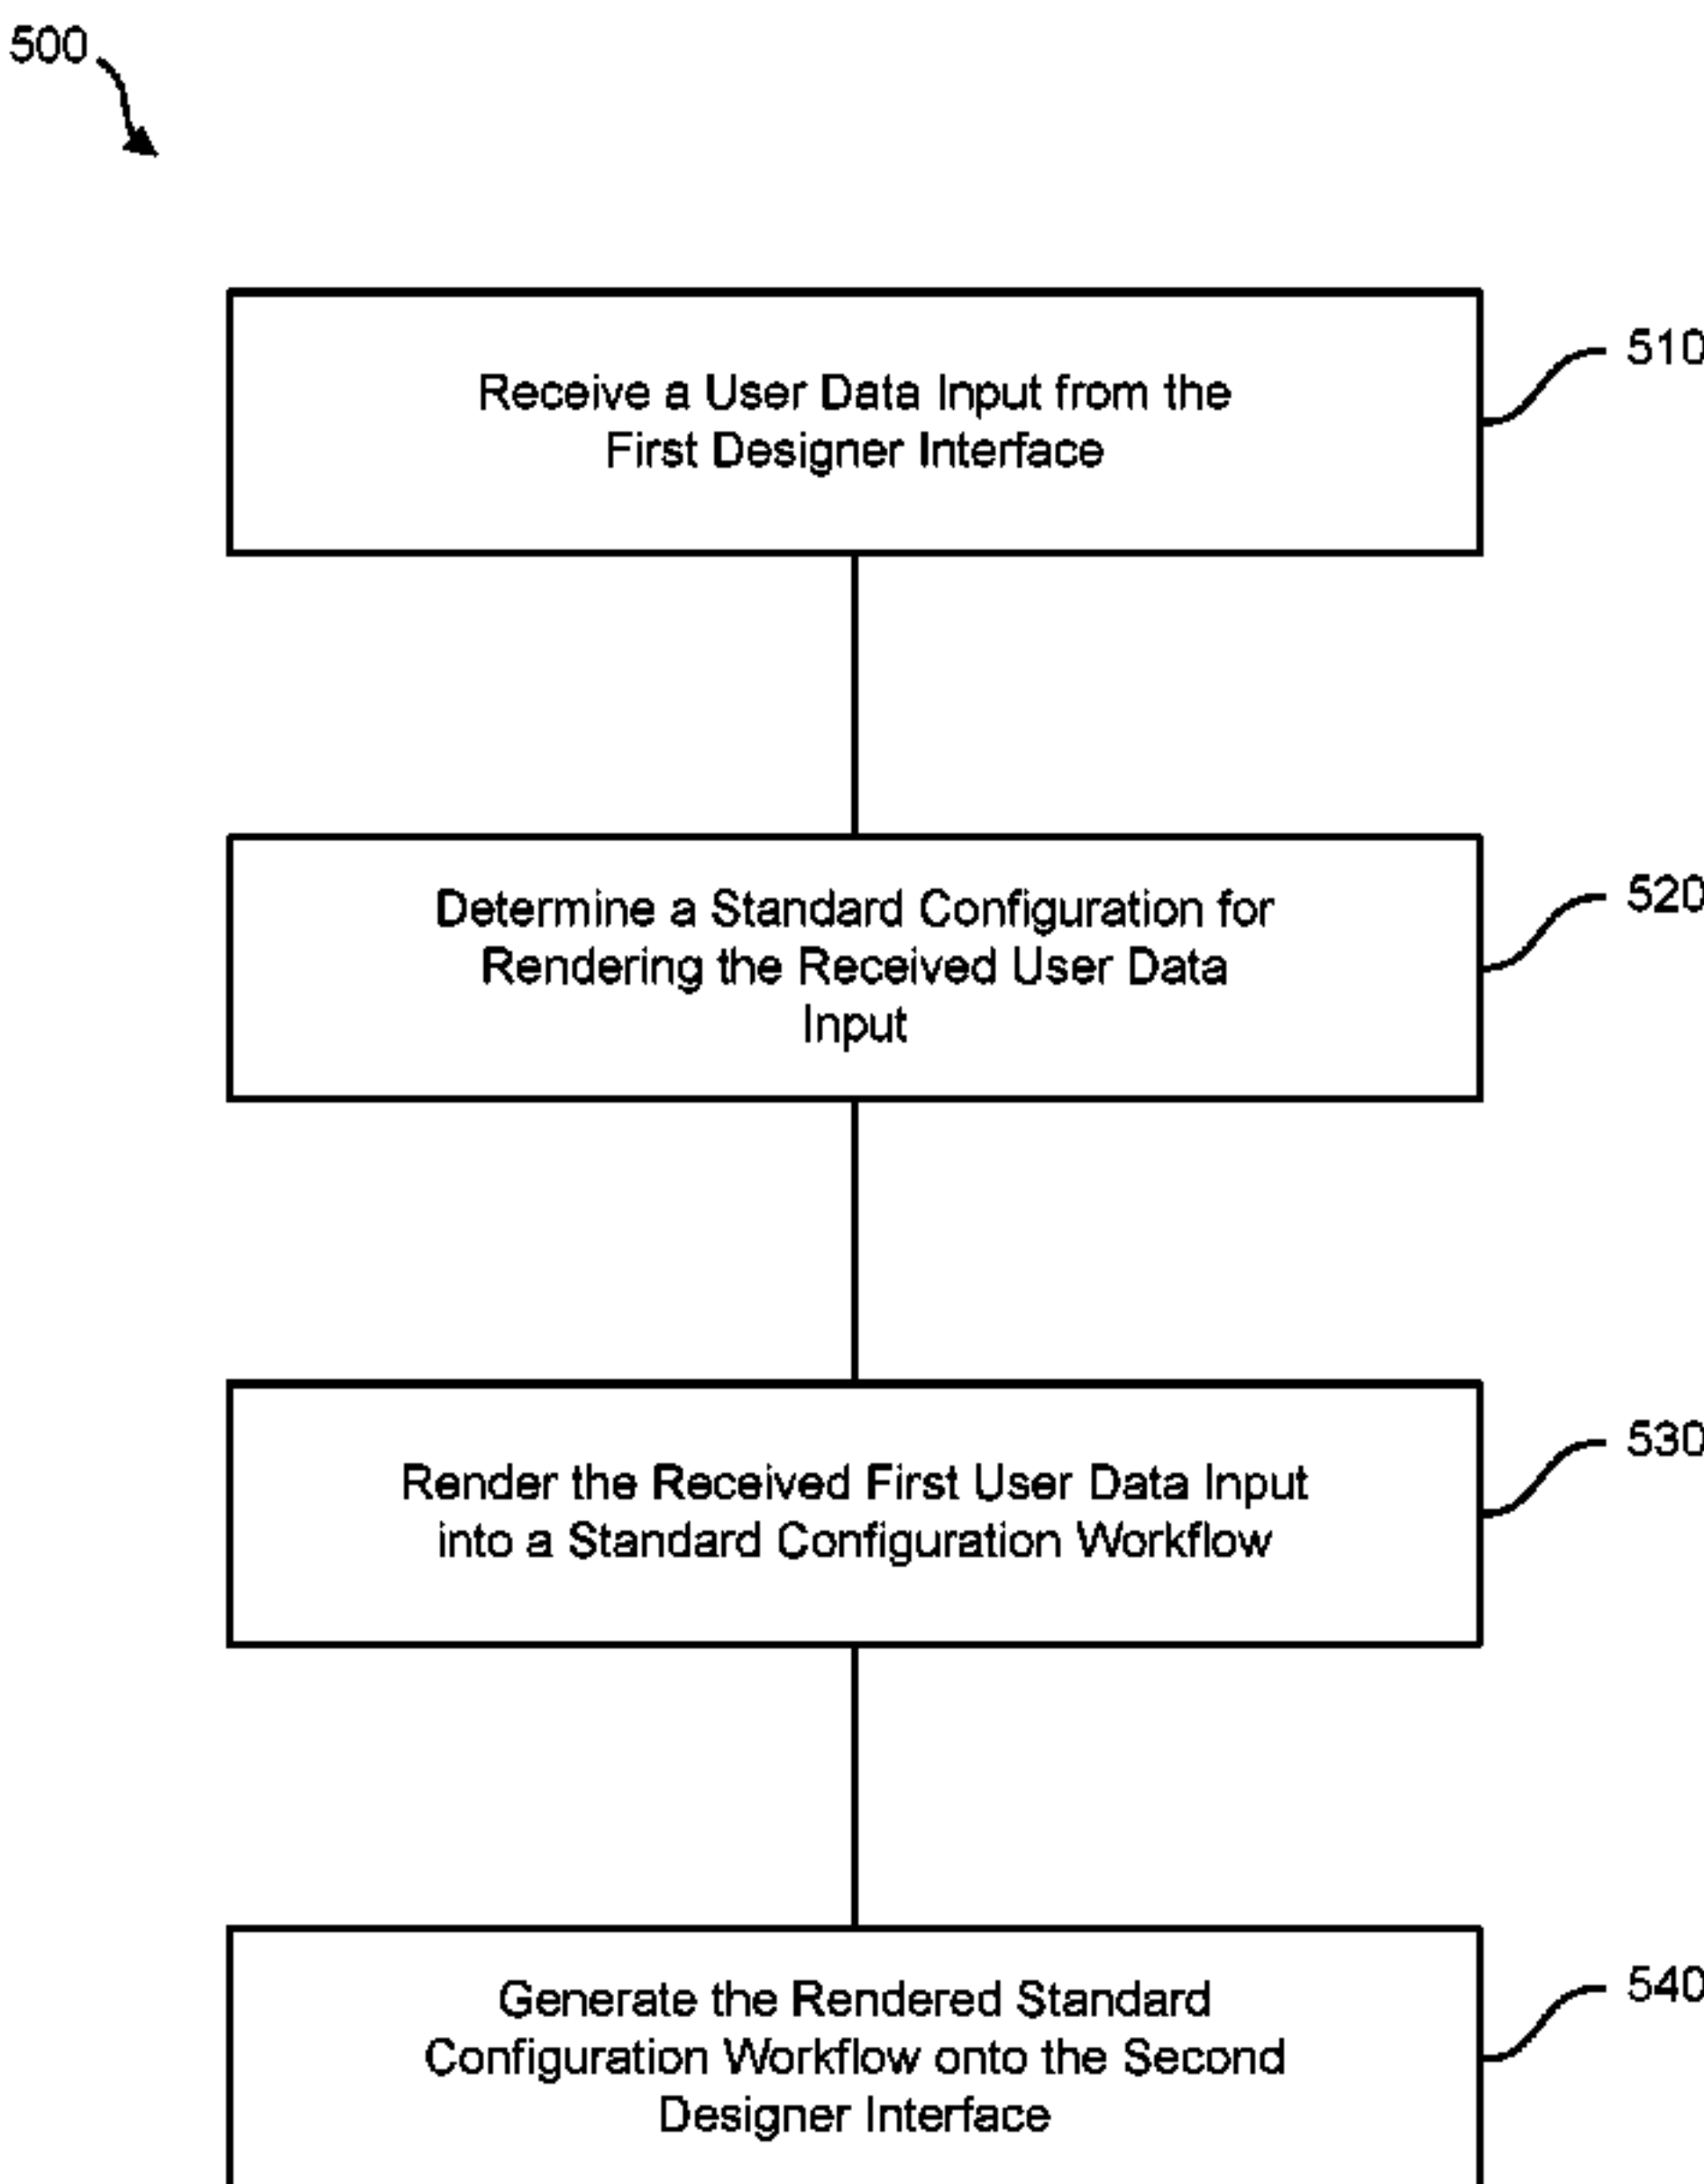 500
Receive a User Data Input from the
First Designer Interface
510
Determine a Standard Configuration for
Rendering the Received User Data
Input
520
Render the Received First User Data Input
into a Standard Configuration Workflow
530
Generate the Rendered Standard
Configuration Workflow onto the Second
Designer Interface
540